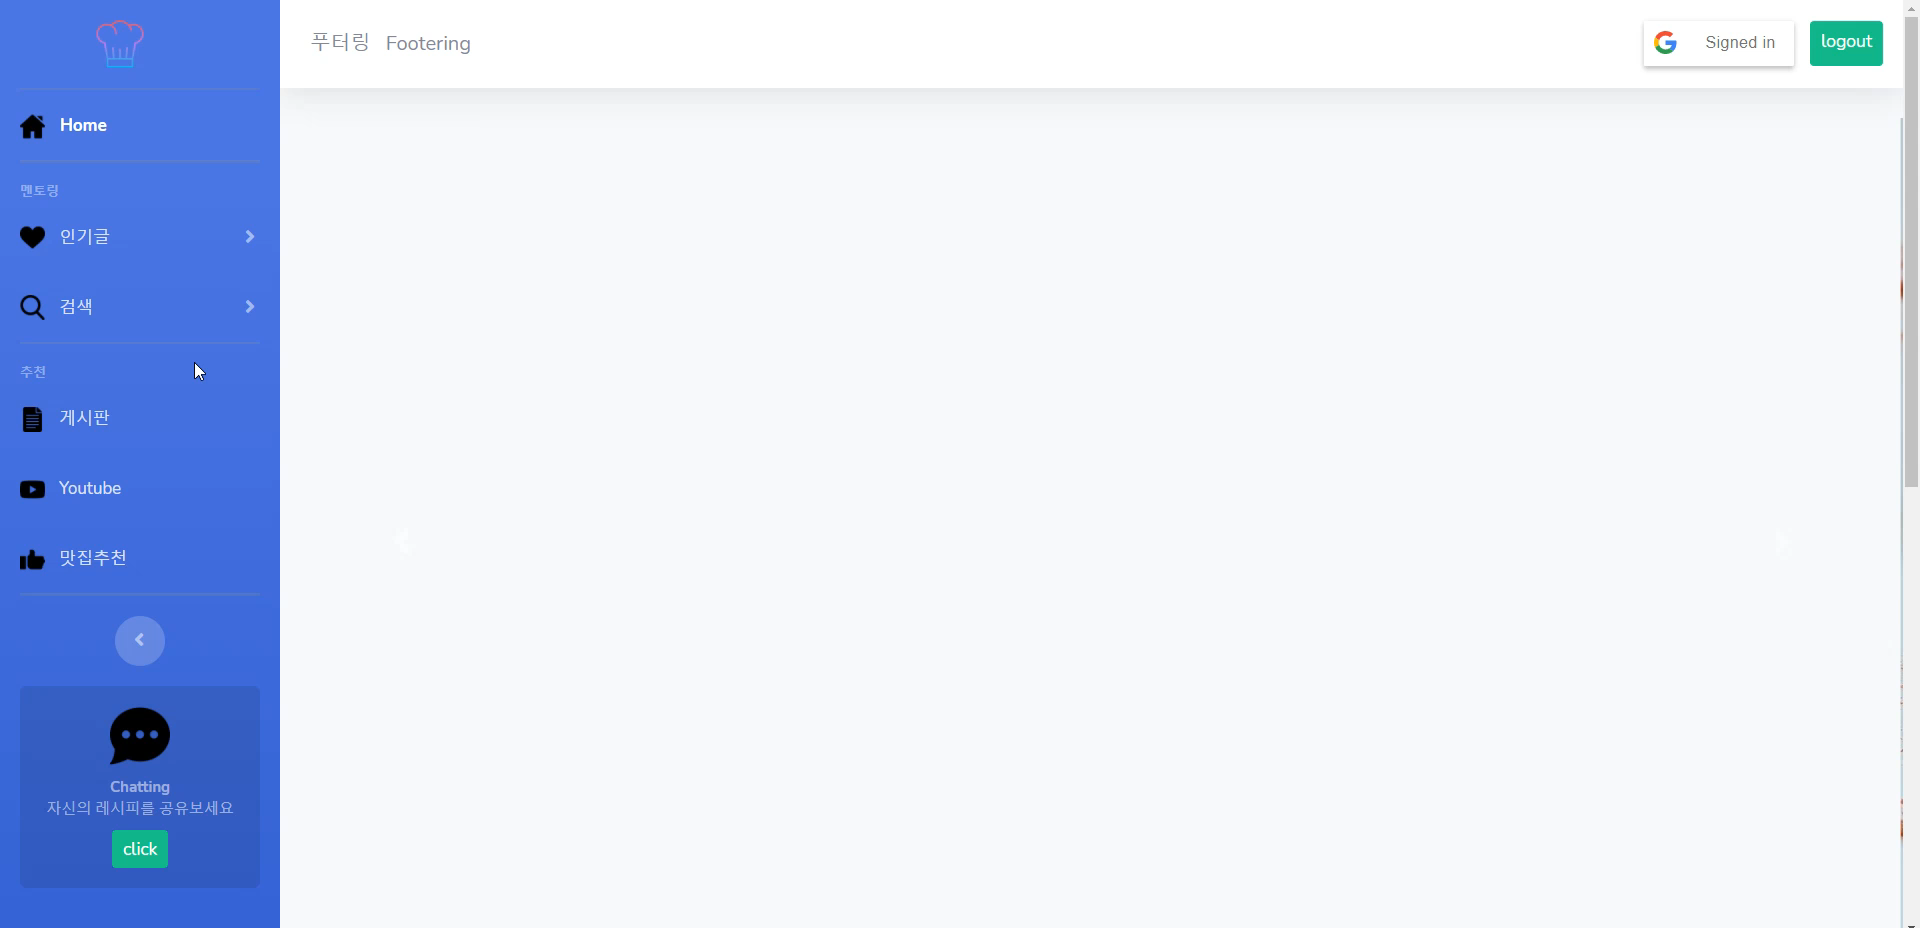 푸터링 Footering
Signed in
logout
Home
멘토링
인기글
검색
추천
게시판
Youtube
맛집추천
Chatting
자신의 레시피를 공유보세요
click